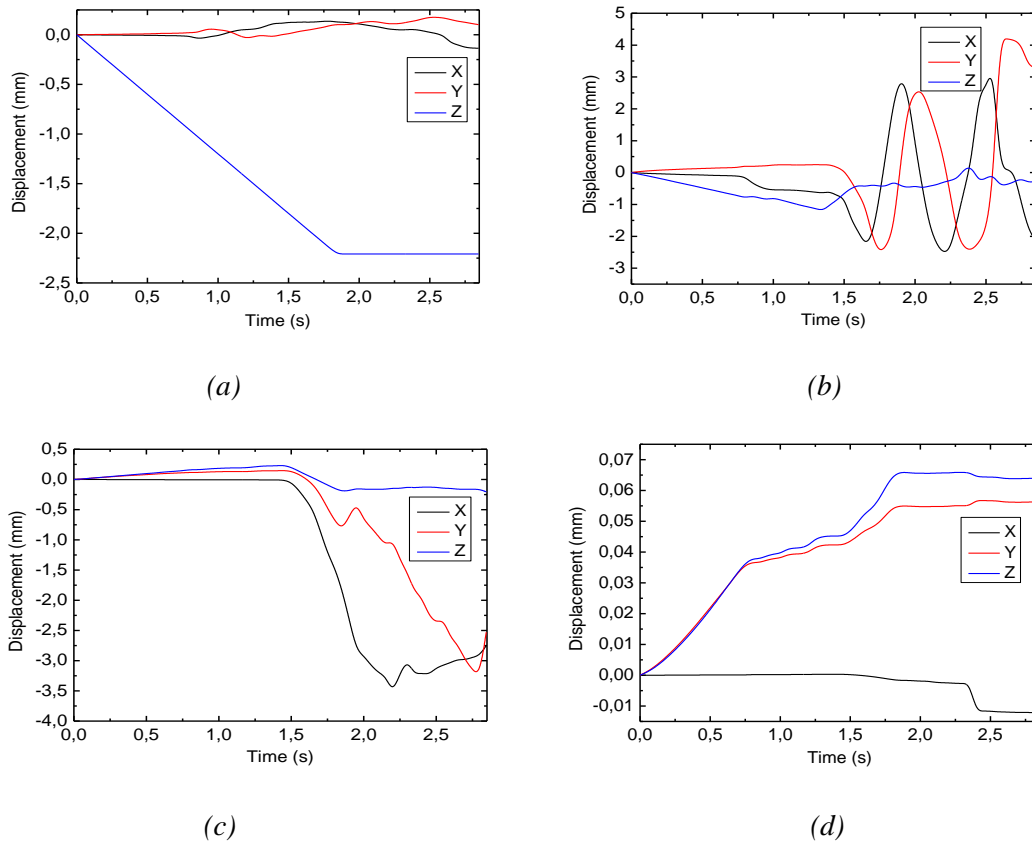 0,0
-0,5
-1,0
-1,5
-2,0
-2,5
Displacement (mm)
X
Y
Z
0,0 0,5 1,0 1,5 2,0 2,5
Time (s)
(a)
5
4
3
2
1
0
-1
-2
-3
Displacement (mm)
X
Y
Z
0,0 0,5 1,0 1,5 2,0 2,5
Time (s)
(b)
0,5
0,0
-0,5
-1,0
-1,5
-2,0
-2,5
-3,0
-3,5
-4,0
Displacement (mm)
X
Y
Z
0,0 0,5 1,0 1,5 2,0 2,5
Time (s)
(c)
0,07
0,06
0,05
0,04
0,03
0,02
0,01
0,00
-0,01
Displacement (mm)
X
Y
Z
0,0 0,5 1,0 1,5 2,0 2,5
Time (s)
(d)